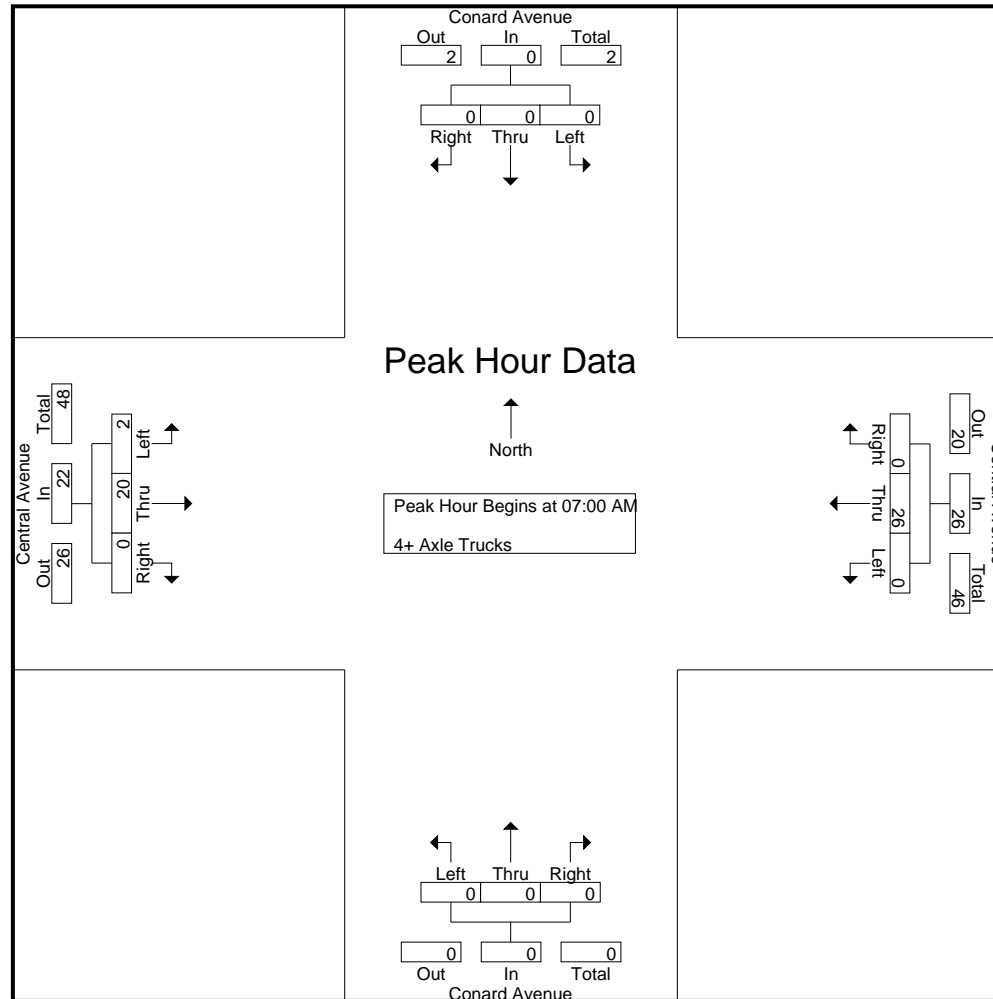 Conard Avenue
Out In Total
2 0 2
0 0 0
Right Thru Left
Peak Hour Data
North
Peak Hour Begins at 07:00 AM
4+ Axle Trucks
Central Avenue
Out In Total
26 22 48
0 20 2
Right Thru Left
Out In Total
20 26 46
0 26 0
Right Thru Left
Left Thru Right
0 0 0
0 0 0
Out In Total
Conard Avenue